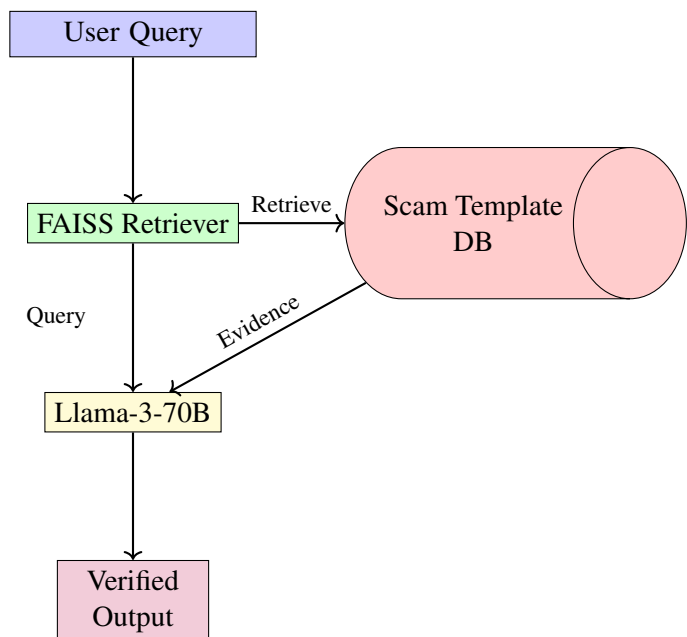 User Query
FAISS Retriever
Retrieve
Scam Template
DB
Query
Evidence
Llama-3-70B
Verified
Output